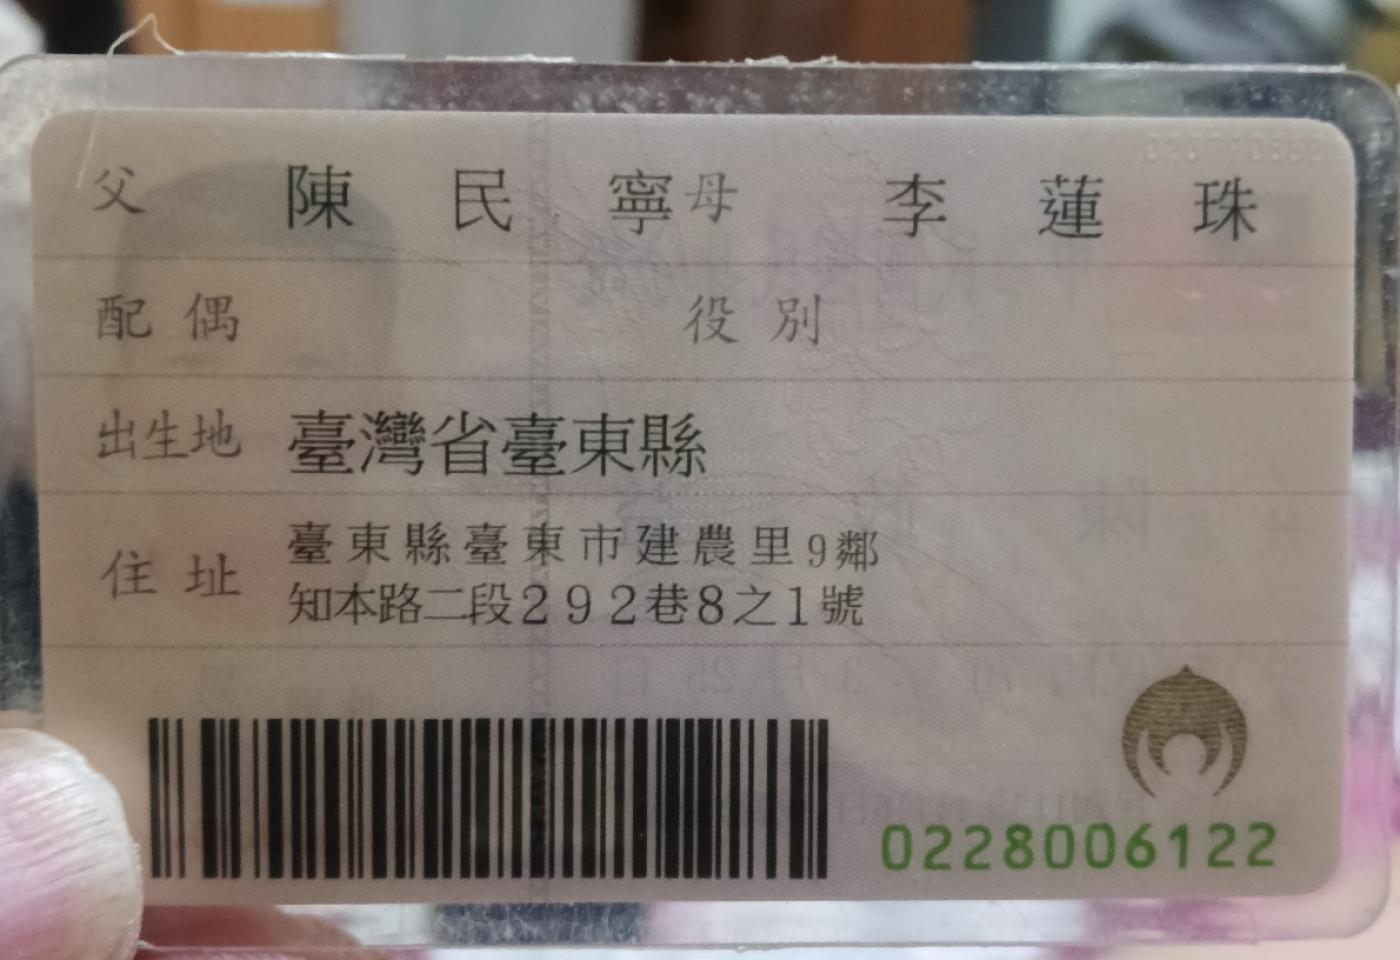 父 陳民寧 母 李蓮珠
配偶 役別
出生地 臺灣省臺東縣
住址 臺東縣臺東市建農里9鄰
知本路二段292巷8之1號
0228006122